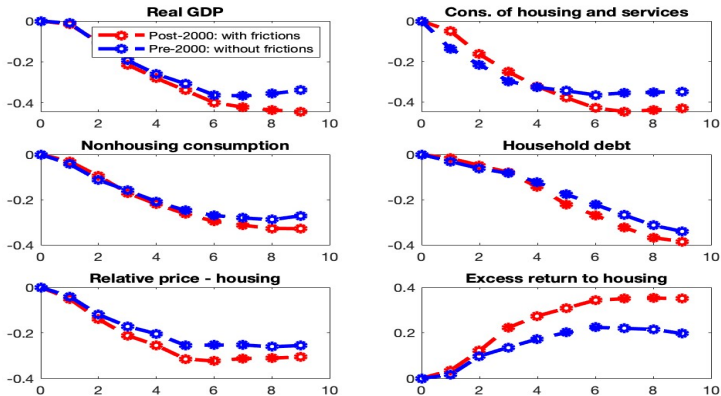 Real GDP
Cons. of housing and services
0
-0.2
-0.4
Post-2000: with frictions
Pre-2000: without frictions
0 2 4 6 8 10
0
-0.2
-0.4
0 2 4 6 8 10
Nonhousing consumption
Household debt
0
-0.2
-0.4
0 2 4 6 8 10
0
-0.2
-0.4
0 2 4 6 8 10
Relative price - housing
Excess return to housing
0
-0.2
-0.4
0 2 4 6 8 10
0.4
0.2
0
0 2 4 6 8 10